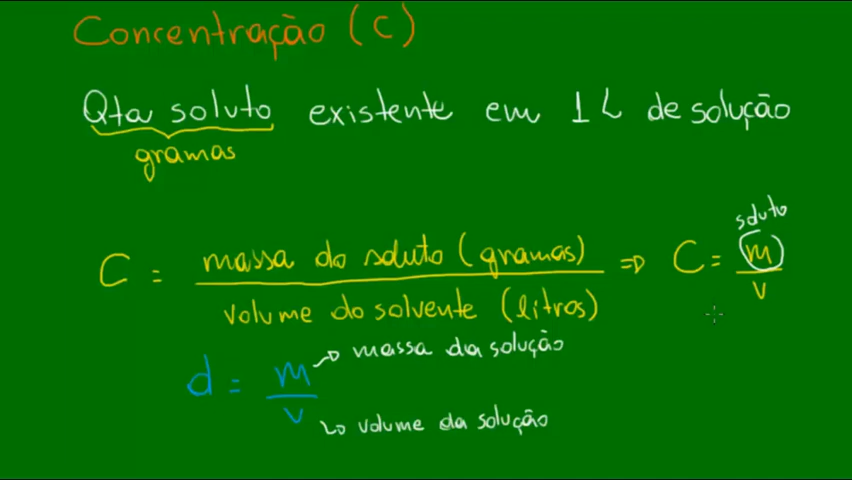 Concentração (C)
Qta soluto existente em 1 L de solução
gramas
soluto
C = massa do soluto (gramas) / volume do solvente (litros) ⇒ C = m / v
d = m / v
massa da solução
volume da solução